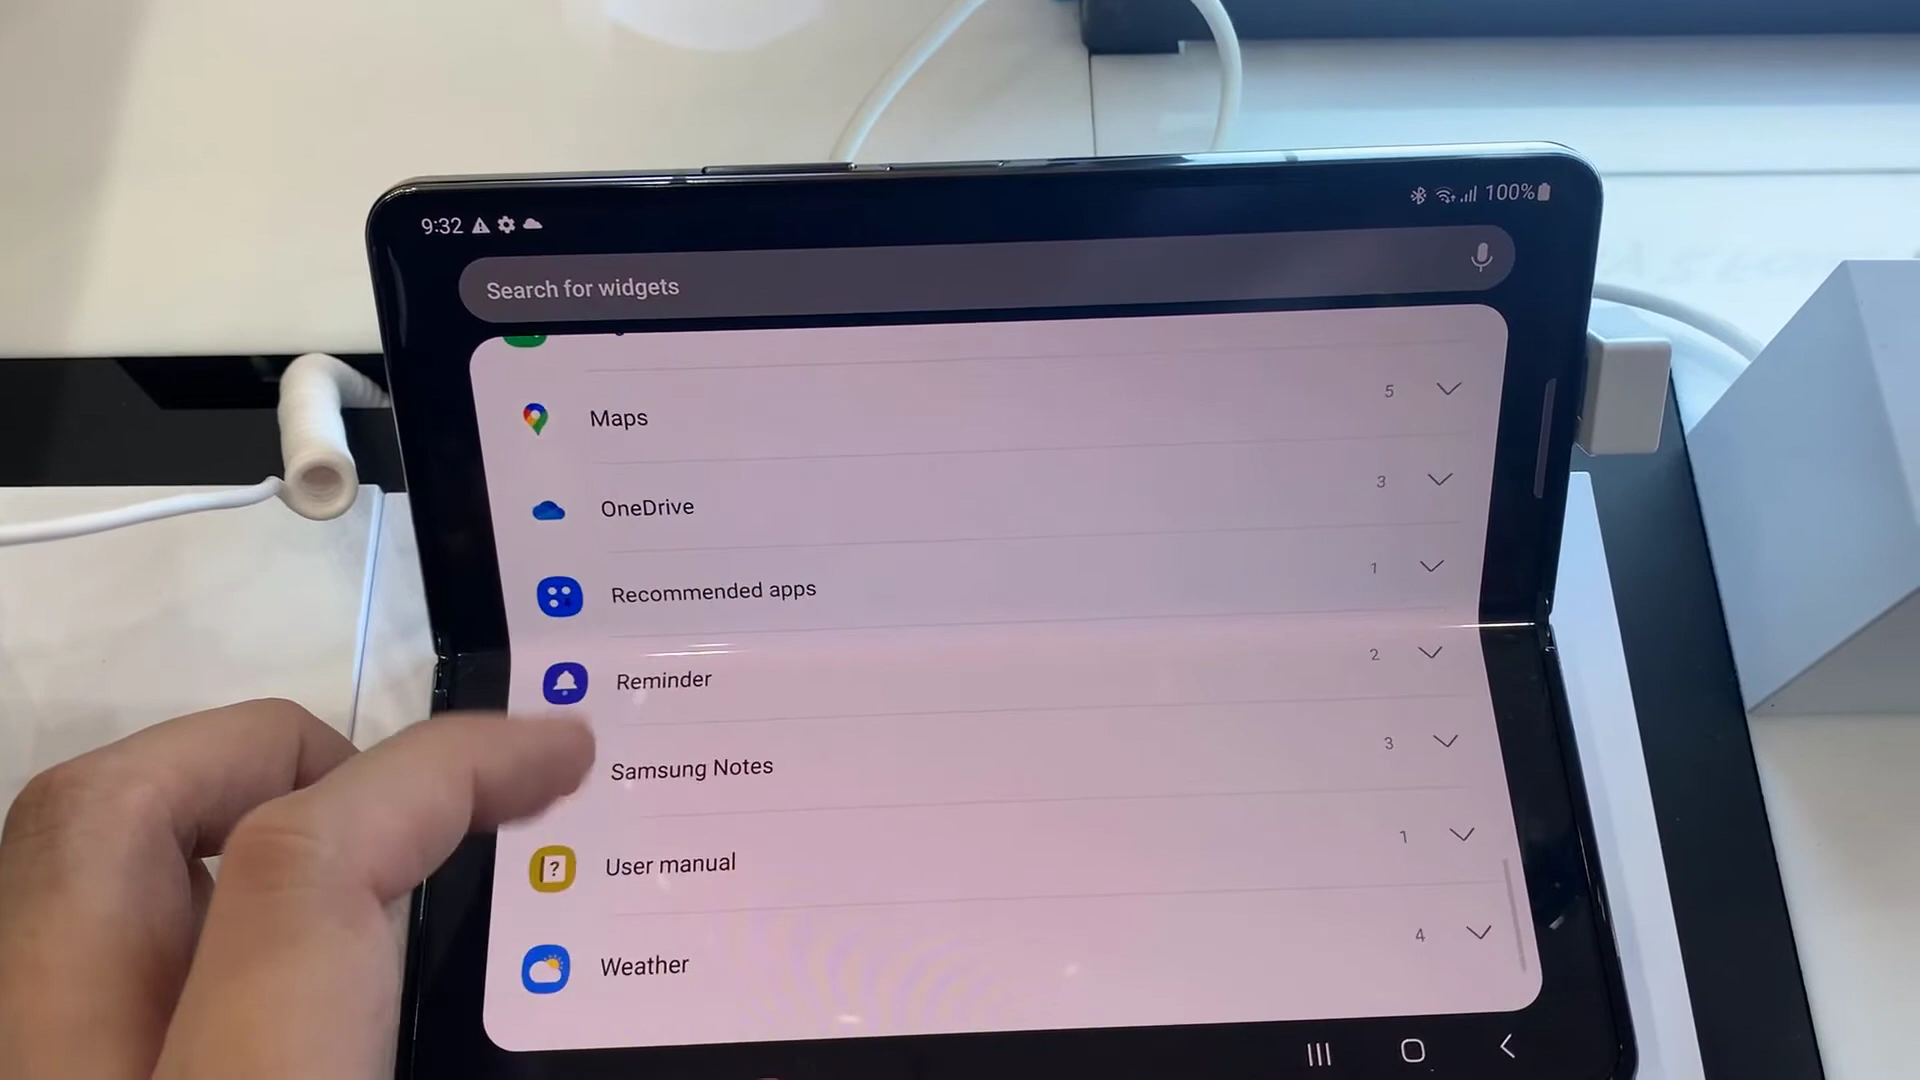 9:32
100%
Search for widgets
Maps
5
OneDrive
3
Recommended apps
1
Reminder
2
Samsung Notes
3
User manual
1
Weather
4